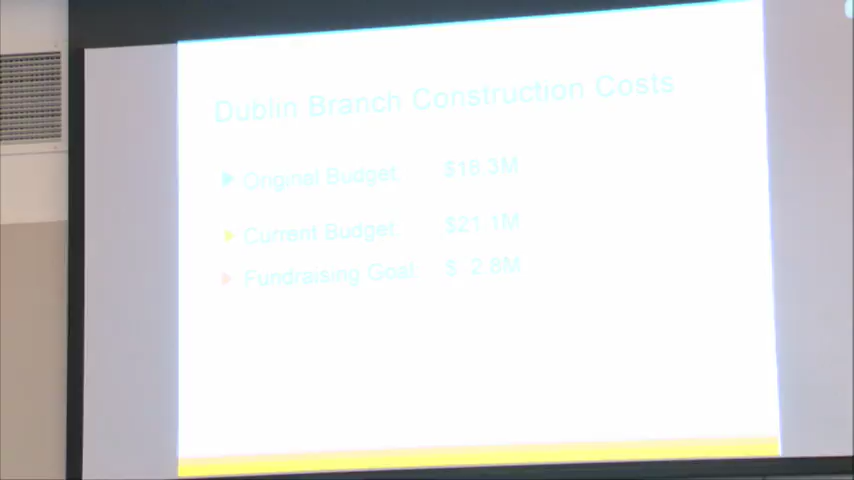 Dublin Branch Construction Costs
Original Budget: $18.3M
Current Budget: $21.1M
Fundraising Goal: $ 2.8M